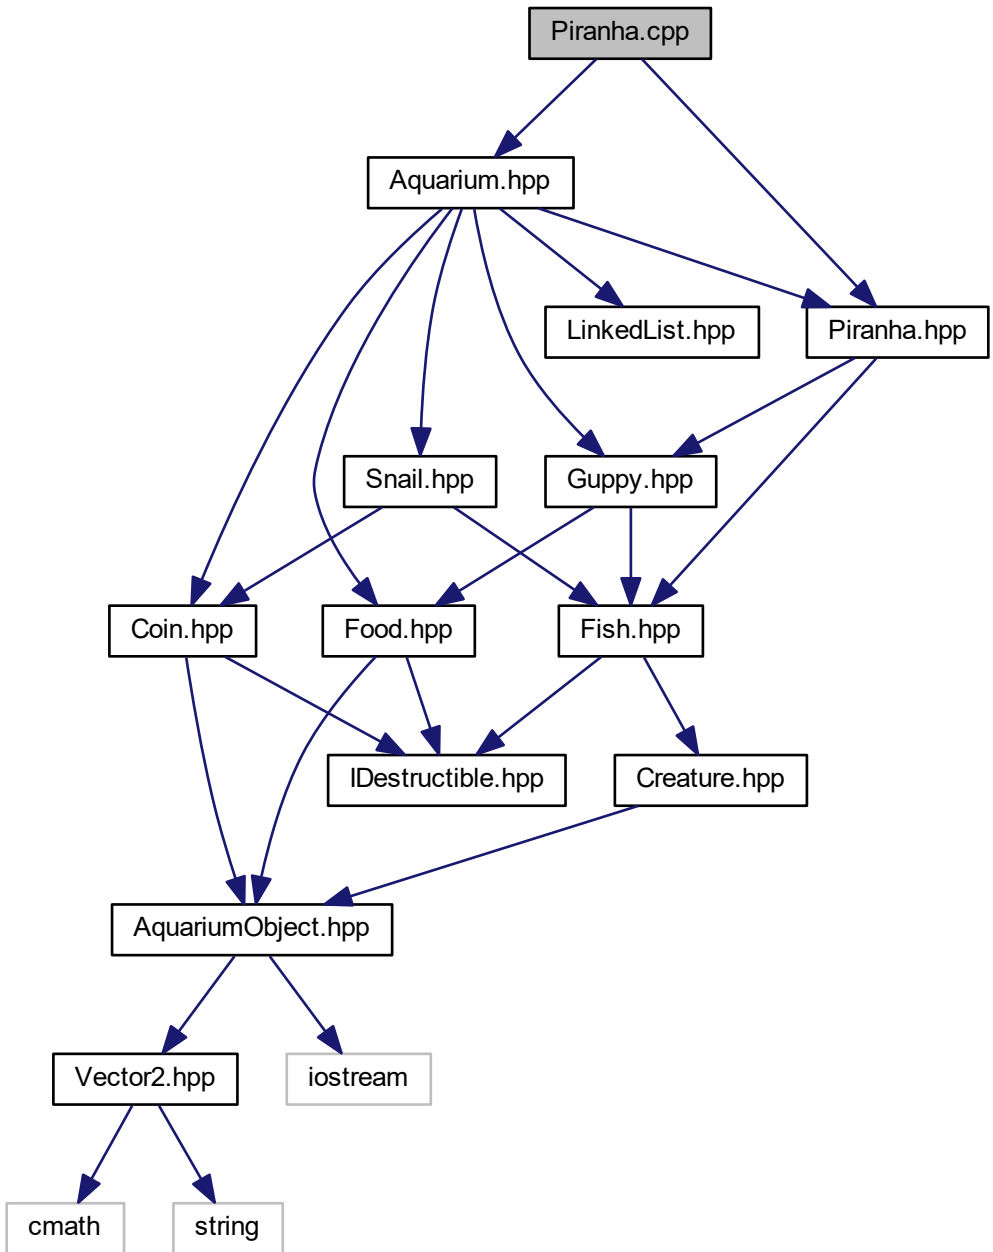 Piranha.cpp
Aquarium.hpp
LinkedList.hpp
Piranha.hpp
Snail.hpp
Guppy.hpp
Coin.hpp
Food.hpp
Fish.hpp
IDestructible.hpp
Creature.hpp
AquariumObject.hpp
Vector2.hpp
iostream
cmath
string